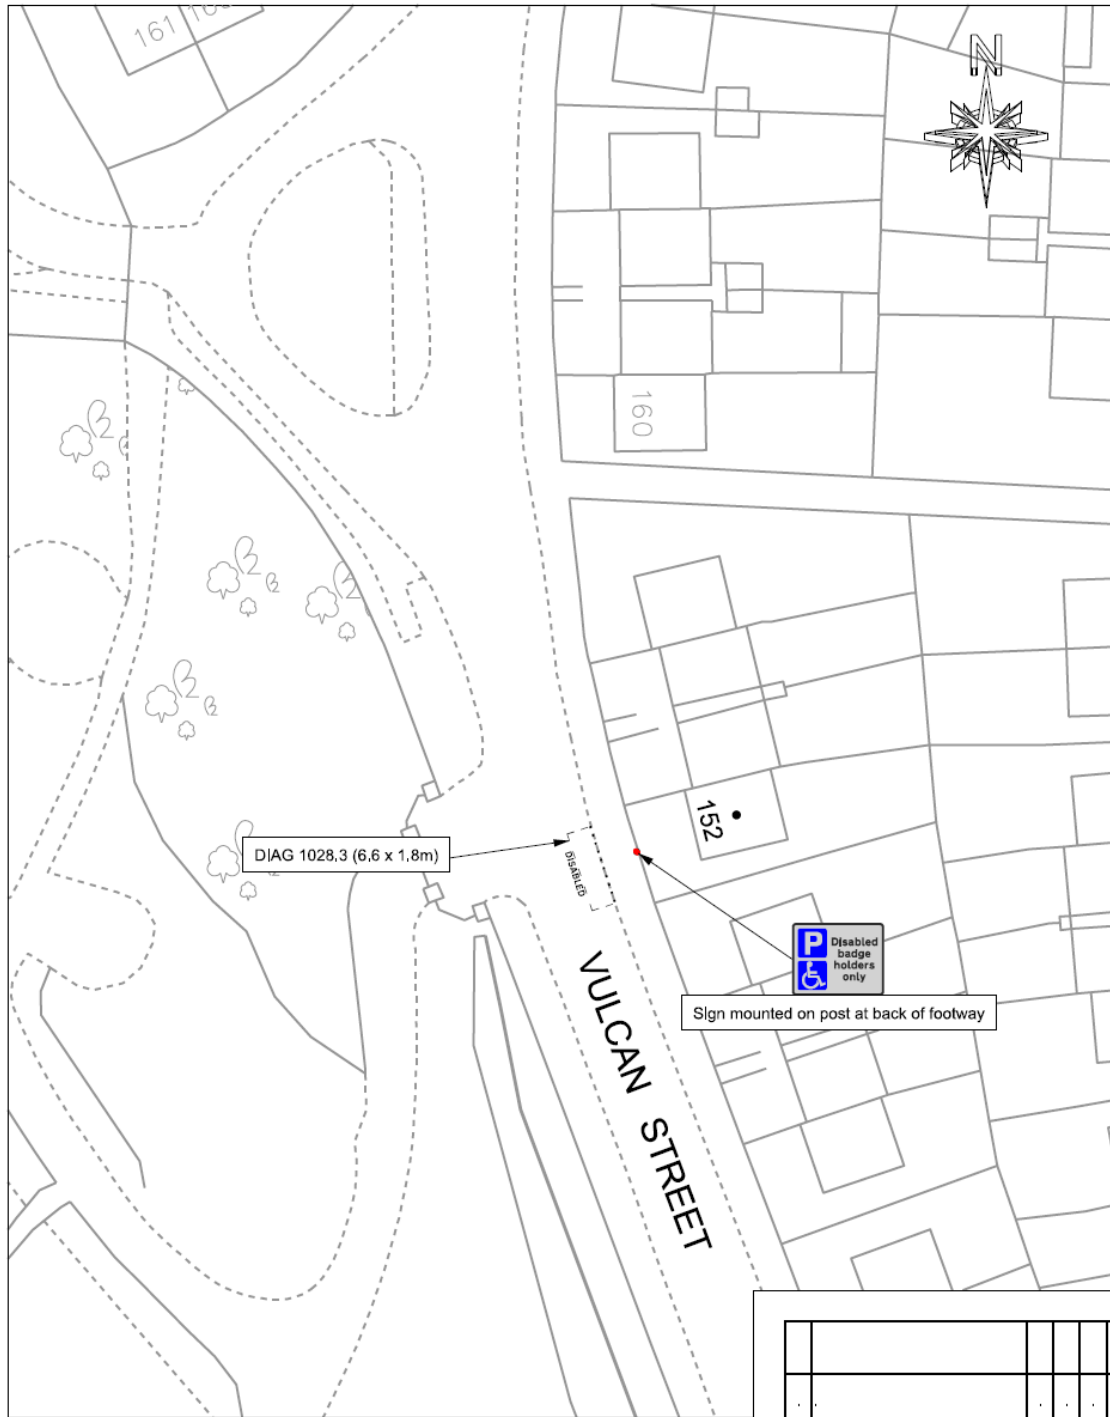 161
N
160
152
DIAG 1028.3 (6.6 x 1.8m)
DISABLED
P
Disabled
badge
holders
only
Sign mounted on post at back of footway
VULCAN STREET